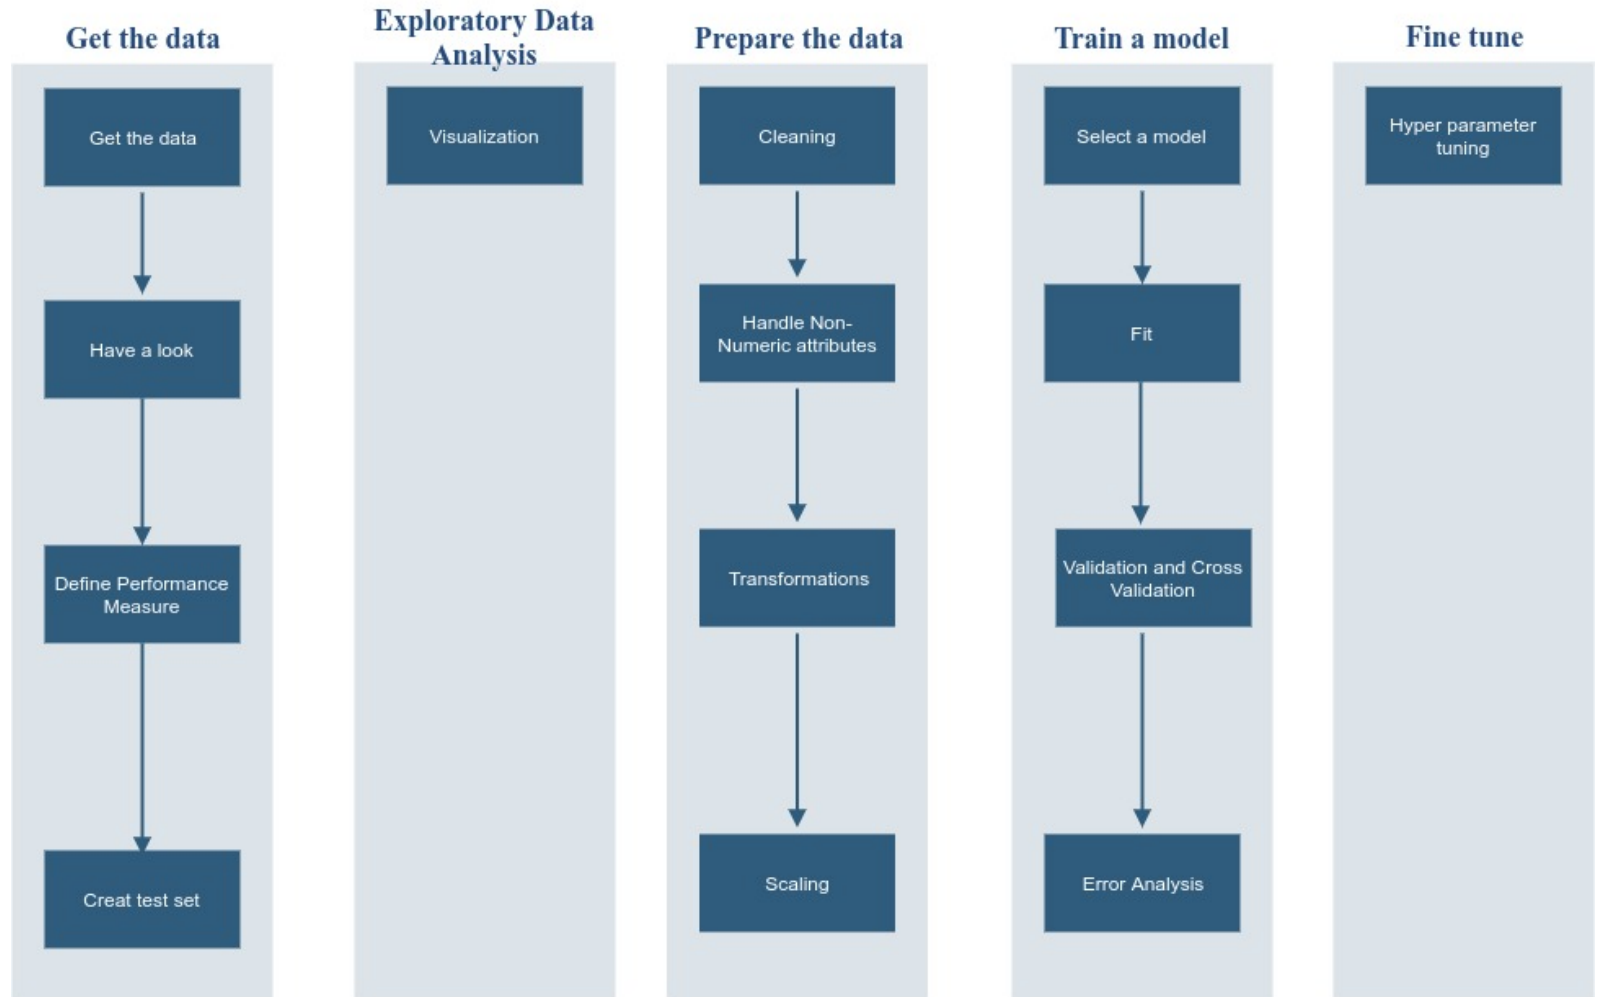 Get the data
Get the data
Have a look
Define Performance
Measure
Creat test set
Exploratory Data
Analysis
Visualization
Prepare the data
Cleaning
Handle Non-
Numeric attributes
Transformations
Scaling
Train a model
Select a model
Fit
Validation and Cross
Validation
Error Analysis
Fine tune
Hyper parameter
tuning